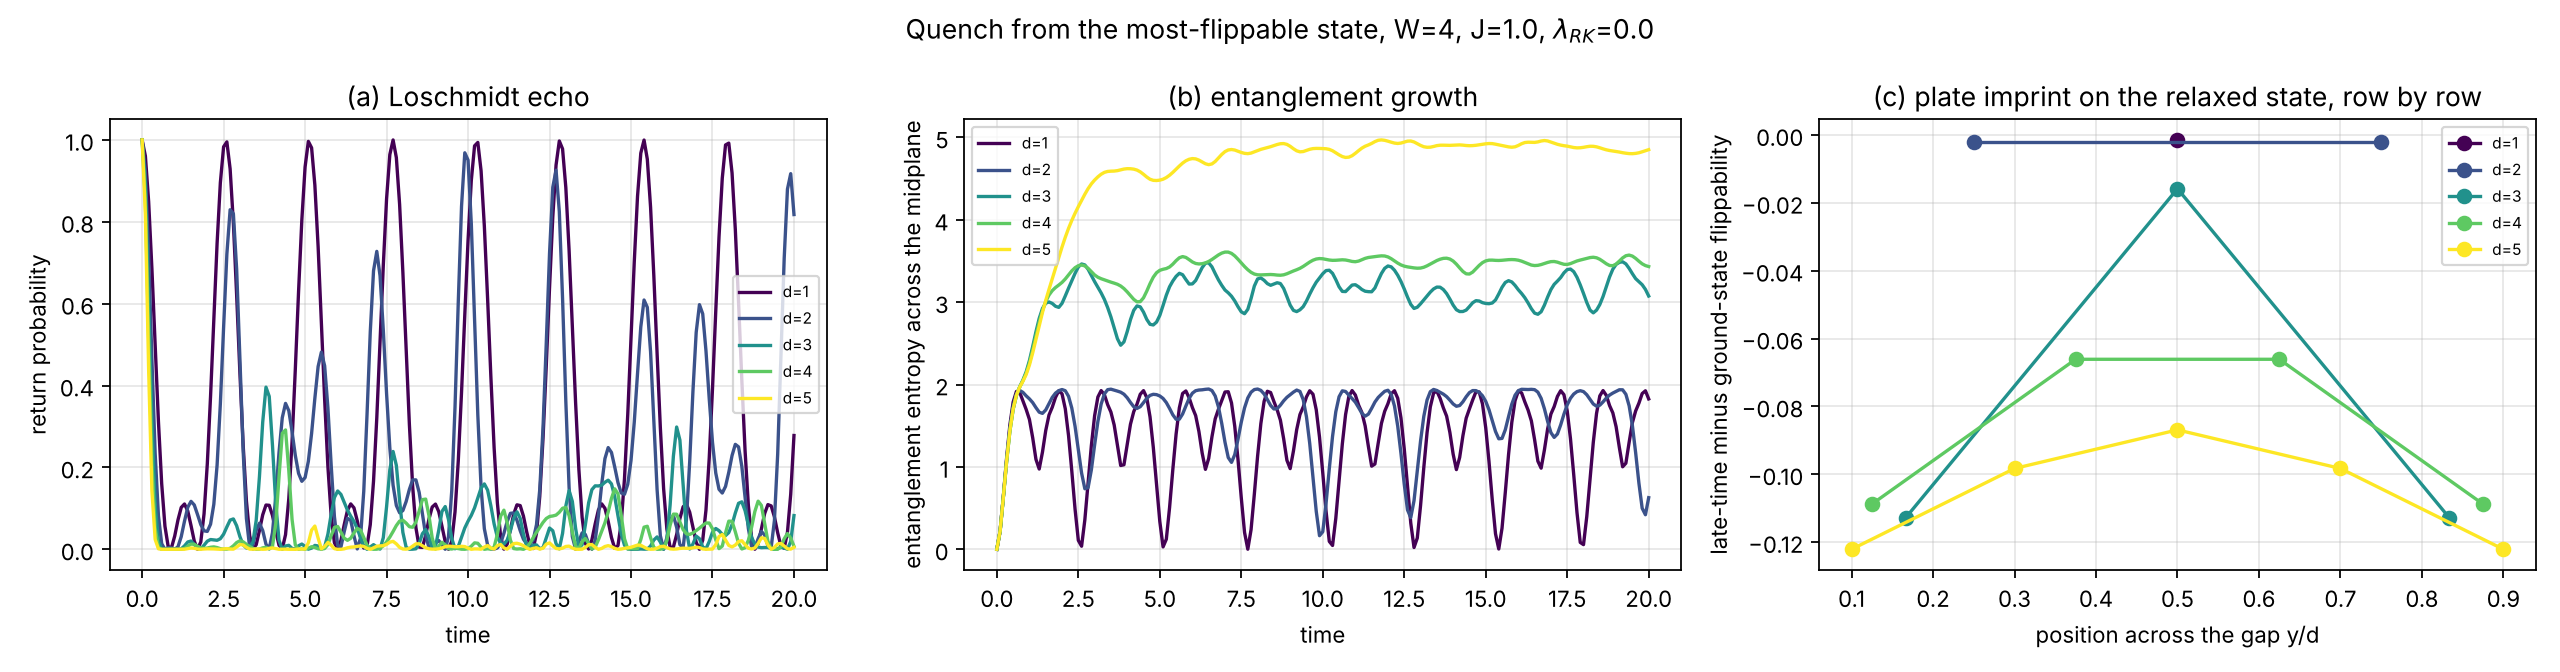 Quench from the most-flippable state, W=4, J=1.0, λ_RK=0.0
(a) Loschmidt echo
return probability
1.0
0.8
0.6
0.4
0.2
0.0
0.0 2.5 5.0 7.5 10.0 12.5 15.0 17.5 20.0
time
d=1
d=2
d=3
d=4
d=5
(b) entanglement growth
entanglement entropy across the midplane
5
4
3
2
1
0
0.0 2.5 5.0 7.5 10.0 12.5 15.0 17.5 20.0
time
d=1
d=2
d=3
d=4
d=5
(c) plate imprint on the relaxed state, row by row
late-time minus ground-state flippability
0.00
−0.02
−0.04
−0.06
−0.08
−0.10
−0.12
0.1 0.2 0.3 0.4 0.5 0.6 0.7 0.8 0.9
position across the gap y/d
d=1
d=2
d=3
d=4
d=5